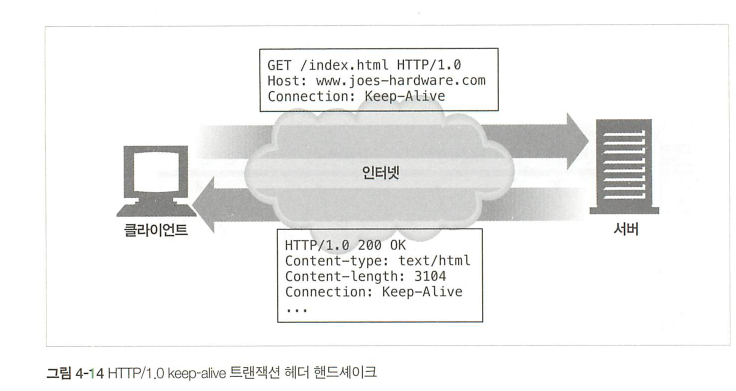 GET /index.html HTTP/1.0
Host: www.joes-hardware.com
Connection: Keep-Alive
인터넷
클라이언트
서버
HTTP/1.0 200 OK
Content-type: text/html
Content-length: 3104
Connection: Keep-Alive
...
그림 4-14 HTTP/1.0 keep-alive 트랜잭션 헤더 핸드셰이크